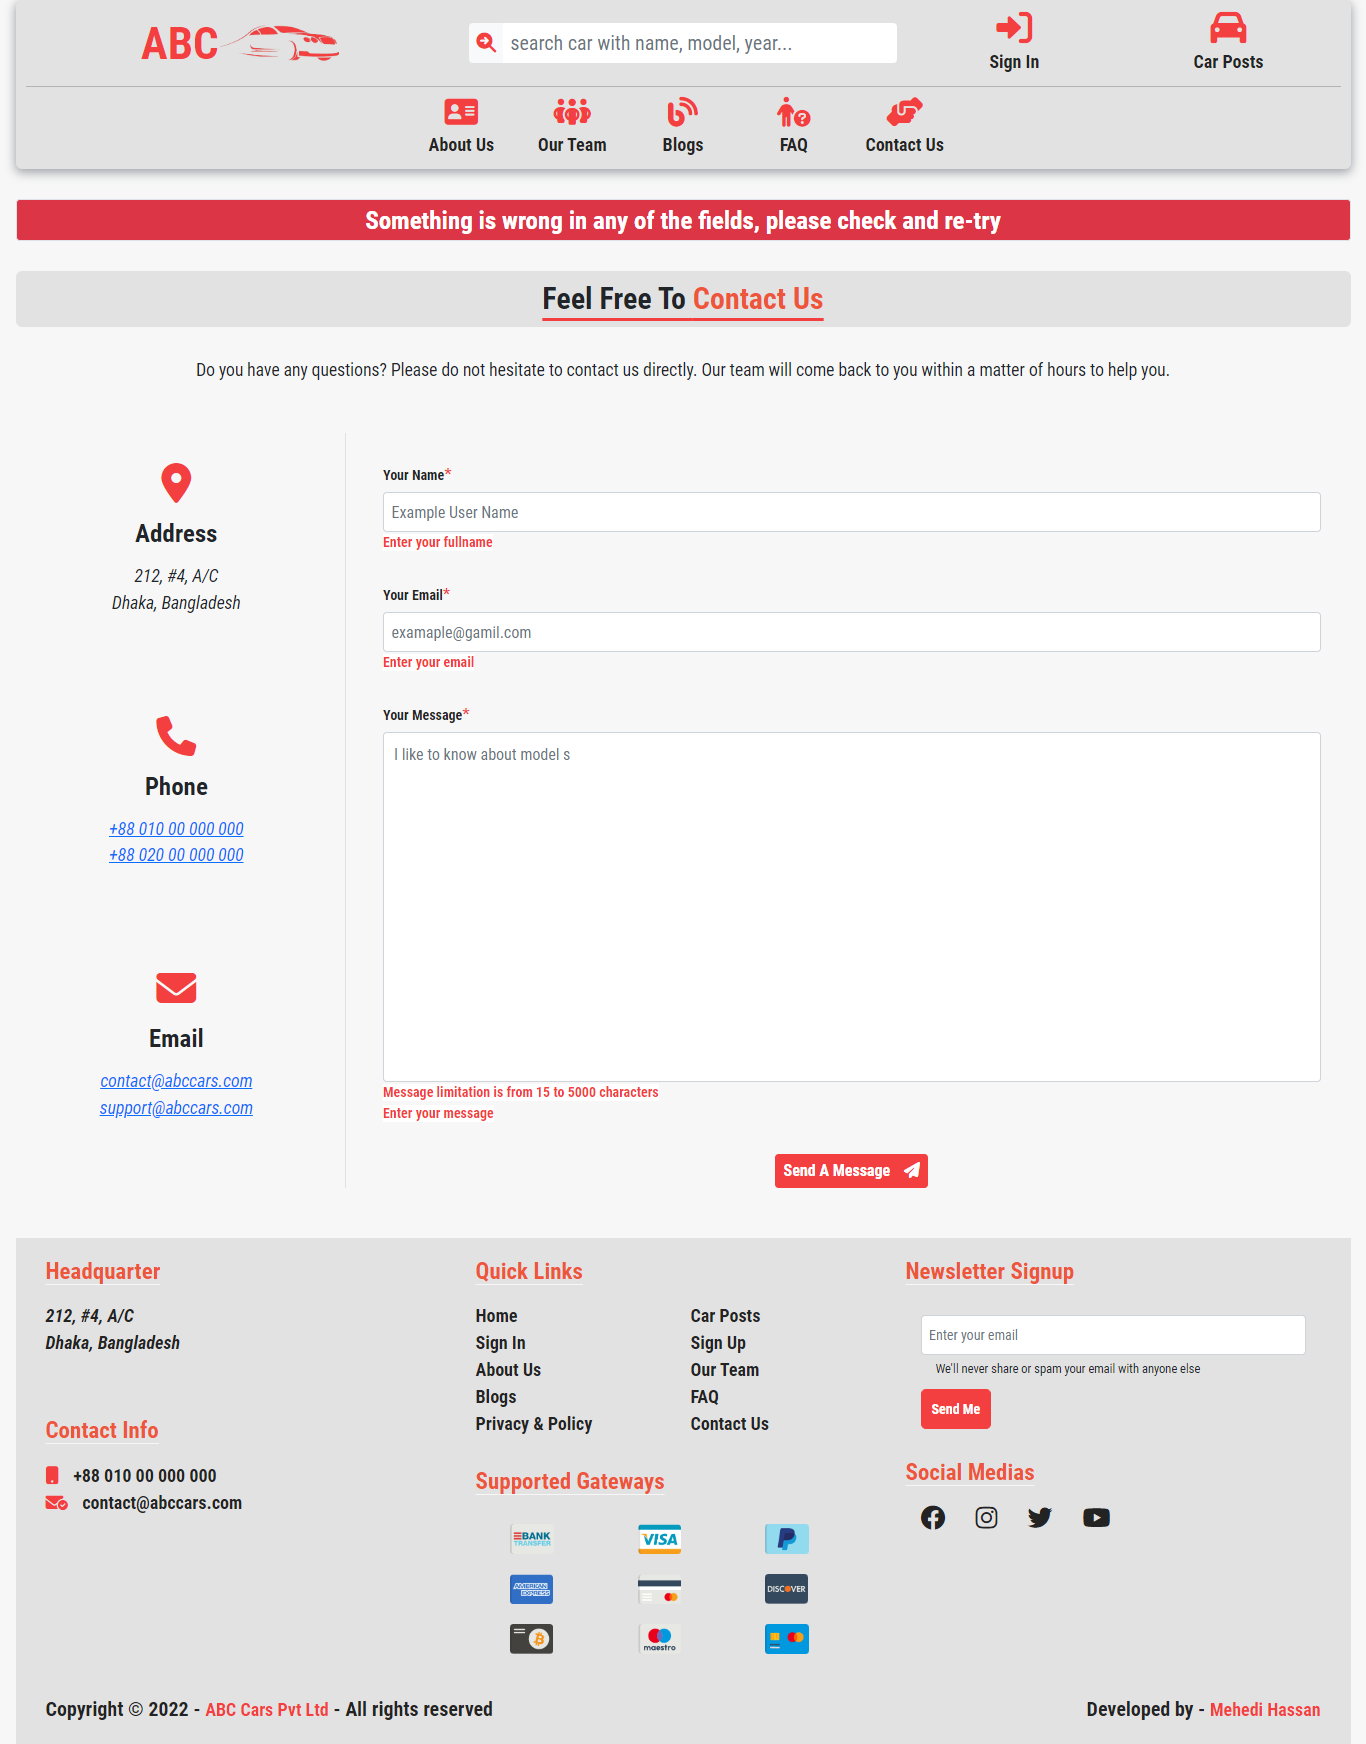 ABC
search car with name, model, year...
Sign In
Car Posts
About Us
Our Team
Blogs
FAQ
Contact Us
Something is wrong in any of the fields, please check and re-try
Feel Free To Contact Us
Do you have any questions? Please do not hesitate to contact us directly. Our team will come back to you within a matter of hours to help you.
Address
212, #4, A/C
Dhaka, Bangladesh
Phone
+88 010 00 000 000
+88 020 00 000 000
Email
contact@abccars.com
support@abccars.com
Your Name*
Example User Name
Enter your fullname
Your Email*
examaple@gamil.com
Enter your email
Your Message*
I like to know about model s
Message limitation is from 15 to 5000 characters
Enter your message
Send A Message
Headquarter
212, #4, A/C
Dhaka, Bangladesh
Contact Info
+88 010 00 000 000
contact@abccars.com
Quick Links
Home
Car Posts
Sign In
Sign Up
About Us
Our Team
Blogs
FAQ
Privacy & Policy
Contact Us
Supported Gateways
BANK
TRANSFER
VISA
AMERICAN
EXPRESS
DISCOVER
maestro
Newsletter Signup
Enter your email
We'll never share or spam your email with anyone else
Send Me
Social Medias
Copyright © 2022 - ABC Cars Pvt Ltd - All rights reserved
Developed by - Mehedi Hassan